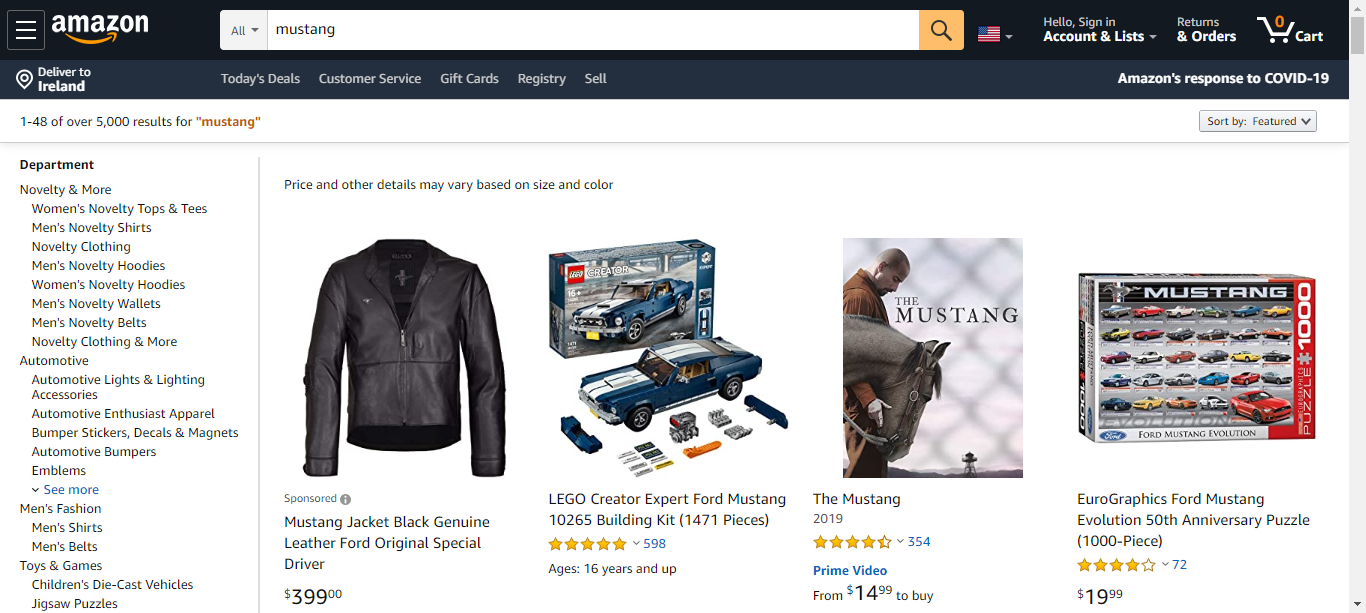 amazon
All
mustang
Hello, Sign in
Account & Lists
Returns
& Orders
0
Cart
Deliver to
Ireland
Today's Deals
Customer Service
Gift Cards
Registry
Sell
Amazon's response to COVID-19
1-48 of over 5,000 results for "mustang"
Sort by: Featured
Department
Novelty & More
Women's Novelty Tops & Tees
Men's Novelty Shirts
Novelty Clothing
Men's Novelty Hoodies
Women's Novelty Hoodies
Men's Novelty Wallets
Men's Novelty Belts
Novelty Clothing & More
Automotive
Automotive Lights & Lighting
Accessories
Automotive Enthusiast Apparel
Bumper Stickers, Decals & Magnets
Automotive Bumpers
Emblems
See more
Men's Fashion
Men's Shirts
Men's Belts
Toys & Games
Children's Die-Cast Vehicles
Jigsaw Puzzles
Price and other details may vary based on size and color
Sponsored
Mustang Jacket Black Genuine
Leather Ford Original Special
Driver
$39900
LEGO
CREATOR
16+
LEGO Creator Expert Ford Mustang
10265 Building Kit (1471 Pieces)
598
Ages: 16 years and up
THE
MUSTANG
The Mustang
2019
354
Prime Video
From $1499 to buy
MUSTANG
1000
PUZZLE
EVOLUTION
Ford
FORD MUSTANG EVOLUTION
EuroGraphics Ford Mustang
Evolution 50th Anniversary Puzzle
(1000-Piece)
72
$1999